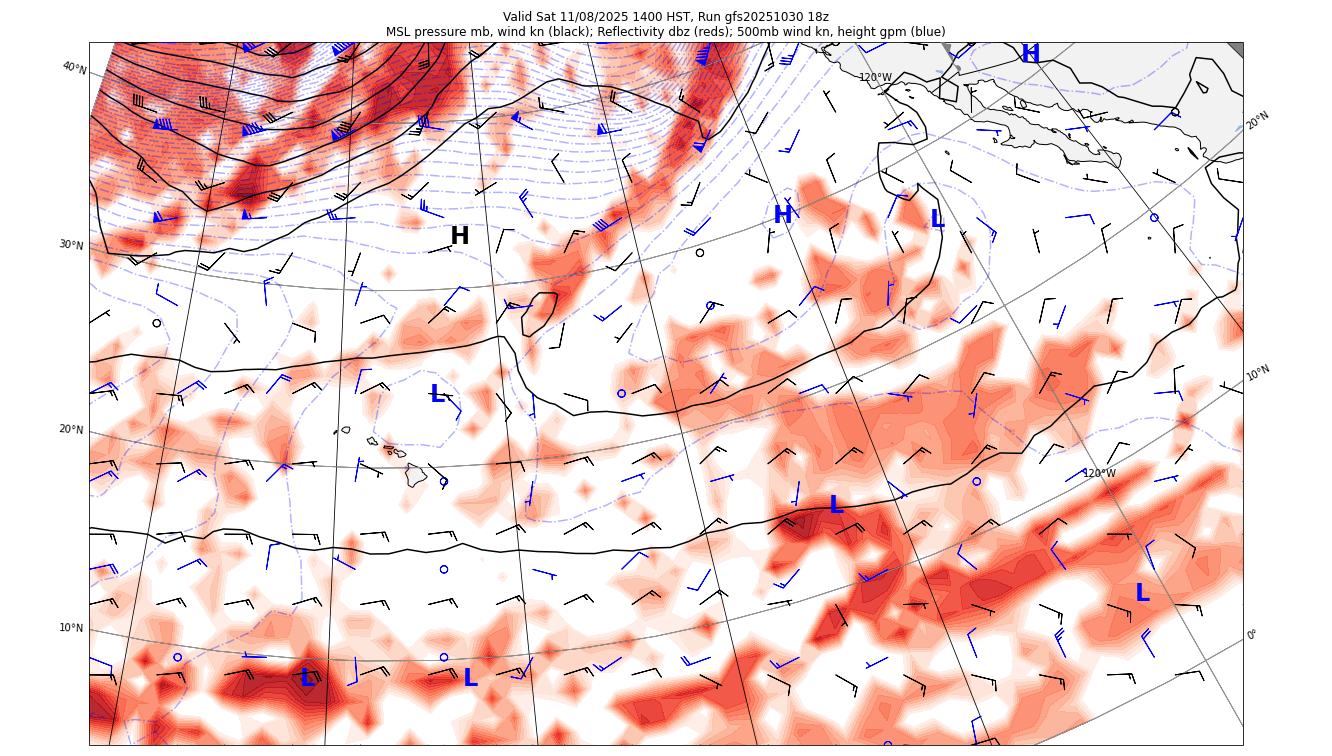 Valid Sat 11/08/2025 1400 HST, Run gfs20251030 18z
MSL pressure mb, wind kn (black); Reflectivity dbz (reds); 500mb wind kn, height gpm (blue)
H
40°N
120°W
20°N
H
L
H
30°N
10°N
L
20°N
120°W
L
L
10°N
0°
L
L